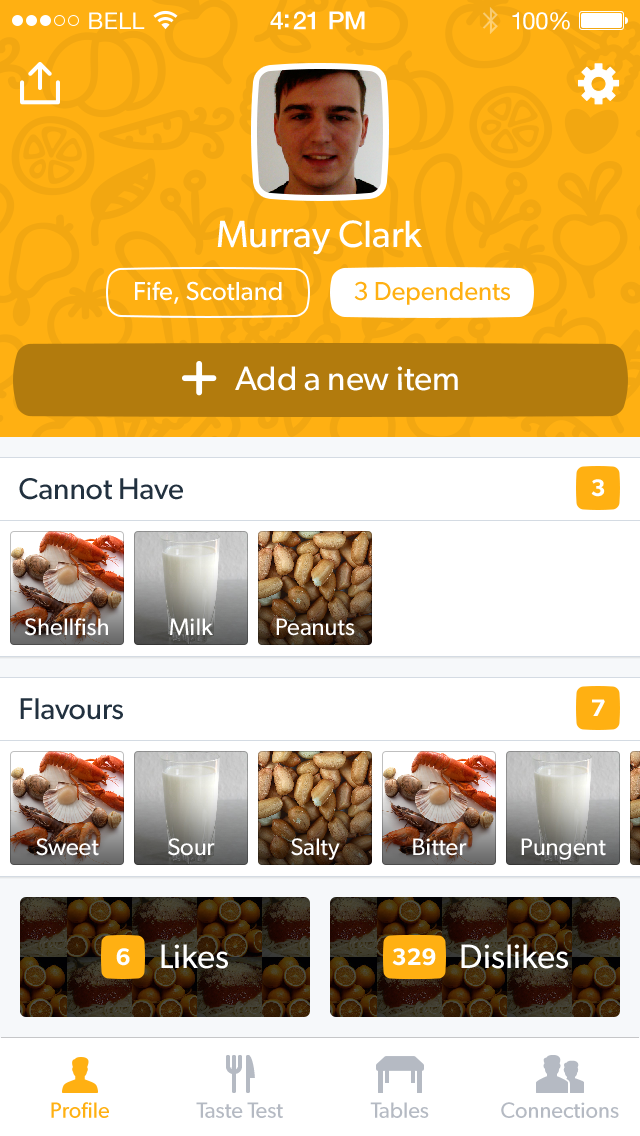 BELL 4:21 PM 100%
Murray Clark
Fife, Scotland 3 Dependents
Add a new item
Cannot Have 3
Shellfish Milk Peanuts
Flavours 7
Sweet Sour Salty Bitter Pungent
6 Likes 329 Dislikes
Profile Taste Test Tables Connections